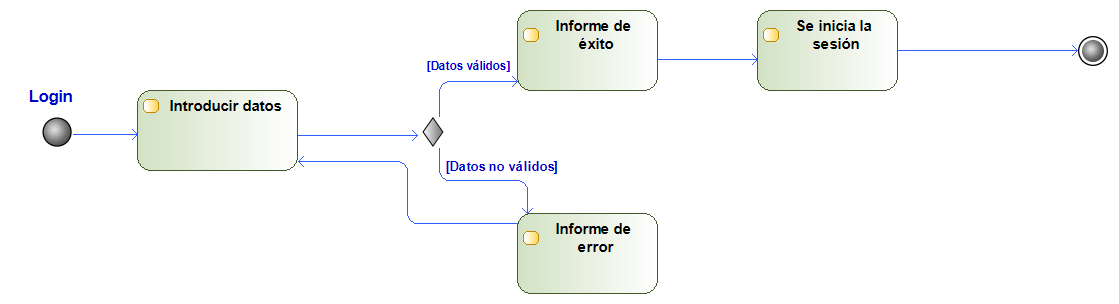 Login
Introducir datos
[Datos válidos]
Informe de
éxito
Se inicia la
sesión
[Datos no válidos]
Informe de
error